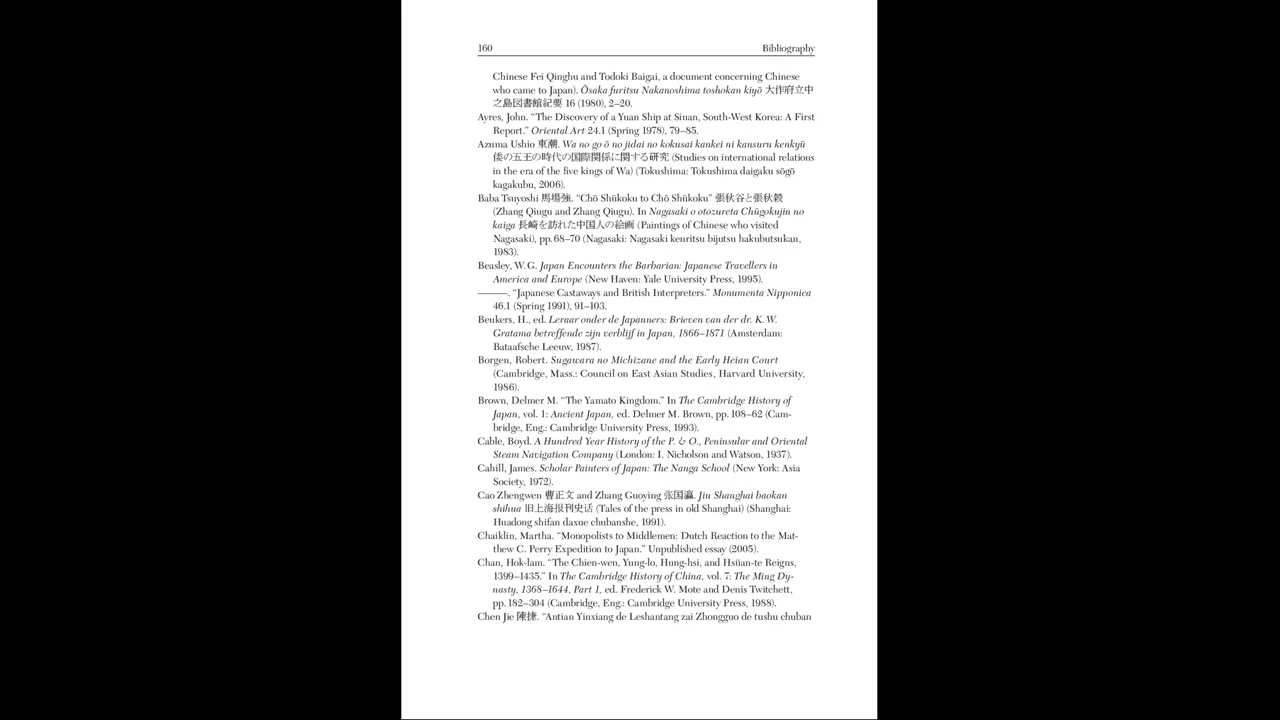 160
Bibliography
Chinese Fei Qinghu and Todoki Baigai, a document concerning Chinese
who came to Japan). Ōsaka furitsu Nakanoshima toshokan kiyō 大作府立中
之島図書館紀要 16 (1980), 2–20.
Ayres, John. “The Discovery of a Yuan Ship at Sinan, South-West Korea: A First
Report.” Oriental Art 24.1 (Spring 1978), 79–85.
Azuma Ushio 東潮. Wa no go ō no jidai no kokusai kankei ni kansuru kenkyū
倭の五王の時代の国際関係に関する研究 (Studies on international relations
in the era of the five kings of Wa) (Tokushima: Tokushima daigaku sōgō
kagakubu, 2006).
Baba Tsuyoshi 馬場強. “Chō Shūkoku to Chō Shūkoku” 張秋谷と張秋穀
(Zhang Qiugu and Zhang Qiugu). In Nagasaki o otozureta Chūgokujin no
kaiga 長崎を訪れた中国人の絵画 (Paintings of Chinese who visited
Nagasaki), pp. 68–70 (Nagasaki: Nagasaki kenritsu bijutsu hakubutsukan,
1983).
Beasley, W. G. Japan Encounters the Barbarian: Japanese Travellers in
America and Europe (New Haven: Yale University Press, 1995).
———. “Japanese Castaways and British Interpreters.” Monumenta Nipponica
46.1 (Spring 1991), 91–103.
Beukers, H., ed. Leraar onder de Japanners: Brieven van der dr. K. W.
Gratama betreffende zijn verblijf in Japan, 1866–1871 (Amsterdam:
Bataafsche Leeuw, 1987).
Borgen, Robert. Sugawara no Michizane and the Early Heian Court
(Cambridge, Mass.: Council on East Asian Studies, Harvard University,
1986).
Brown, Delmer M. “The Yamato Kingdom.” In The Cambridge History of
Japan, vol. 1: Ancient Japan, ed. Delmer M. Brown, pp. 108–62 (Cam-
bridge, Eng.: Cambridge University Press, 1993).
Cable, Boyd. A Hundred Year History of the P. & O., Peninsular and Oriental
Steam Navigation Company (London: I. Nicholson and Watson, 1937).
Cahill, James. Scholar Painters of Japan: The Nanga School (New York: Asia
Society, 1972).
Cao Zhengwen 曹正文 and Zhang Guoying 张国瀛. Jiu Shanghai baokan
shihua 旧上海报刊史话 (Tales of the press in old Shanghai) (Shanghai:
Huadong shifan daxue chubanshe, 1991).
Chaiklin, Martha. “Monopolists to Middlemen: Dutch Reaction to the Mat-
thew C. Perry Expedition to Japan.” Unpublished essay (2005).
Chan, Hok-lam. “The Chien-wen, Yung-lo, Hung-hsi, and Hsüan-te Reigns,
1399–1435.” In The Cambridge History of China, vol. 7: The Ming Dy-
nasty, 1368–1644, Part 1, ed. Frederick W. Mote and Denis Twitchett,
pp. 182–304 (Cambridge, Eng.: Cambridge University Press, 1988).
Chen Jie 陳捷. “Antian Yinxiang de Leshantang zai Zhongguo de tushu chuban